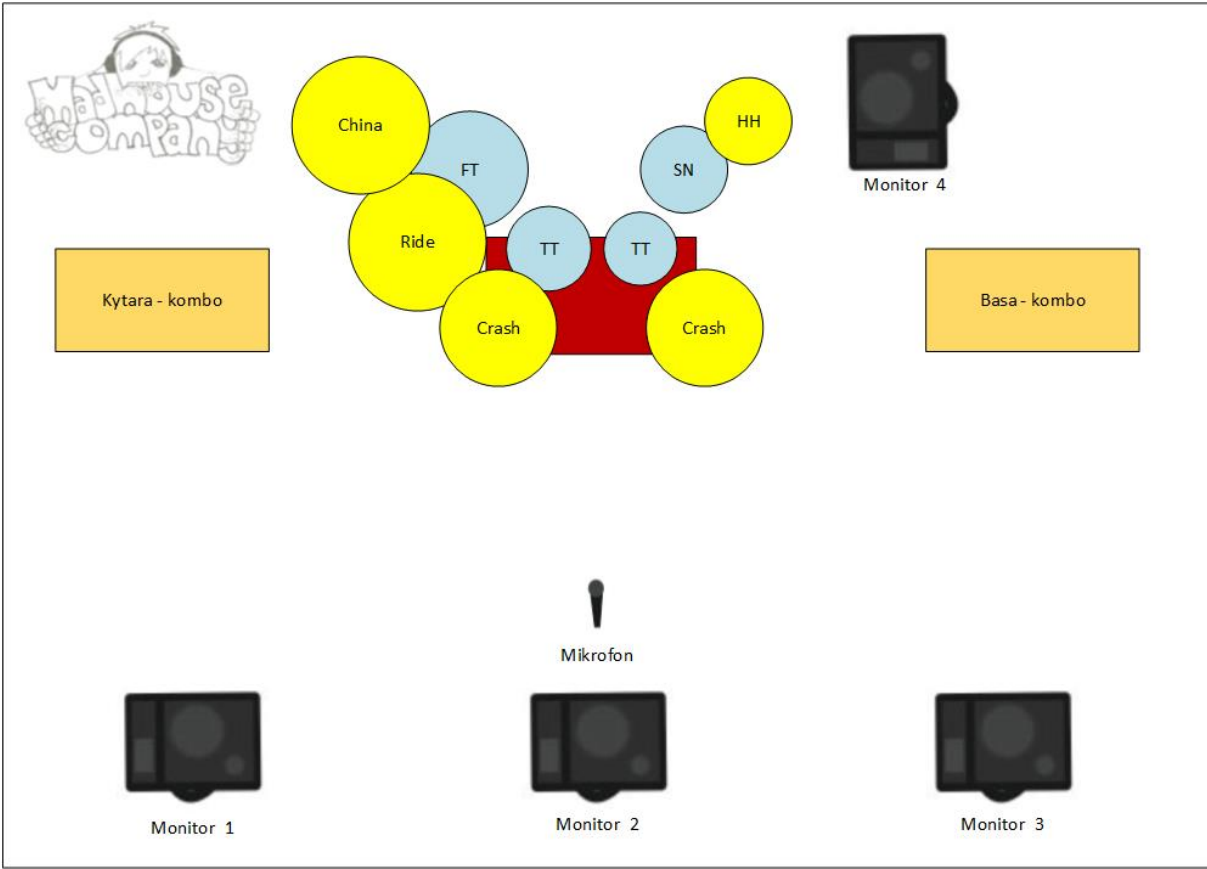 Madhouse
company
China
HH
FT
SN
Monitor 4
Ride
TT
TT
Kytara - kombo
Basa - kombo
Crash
Crash
Mikrofon
Monitor 1
Monitor 2
Monitor 3